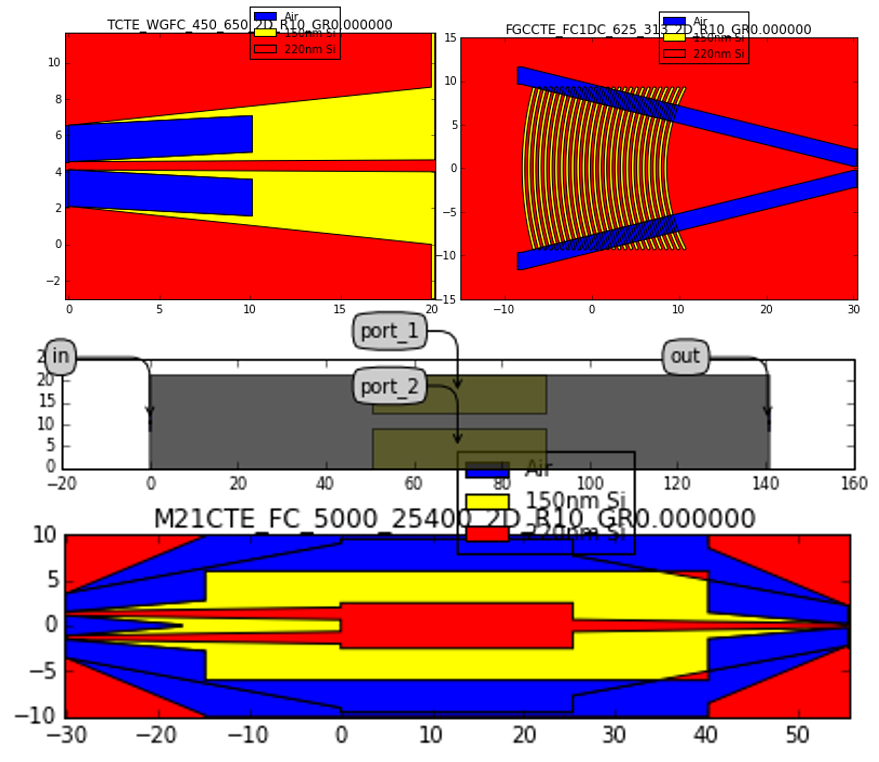 TCTE_WGFC_450_650_2D_R10_GR0.000000
Air
150nm Si
220nm Si
10
8
6
4
2
0
−2
0 5 10 15 20
FGCCTE_FC1DC_625_313_2D_R10_GR0.000000
Air
150nm Si
220nm Si
15
10
5
0
−5
−10
−15
−10 0 10 20 30
port_1
in
port_2
out
20
15
10
5
0
−20 0 20 40 60 80 100 120 140 160
Air
150nm Si
220nm Si
M21CTE_FC_5000_25400_2D_R10_GR0.000000
10
5
0
−5
−10
−30 −20 −10 0 10 20 30 40 50